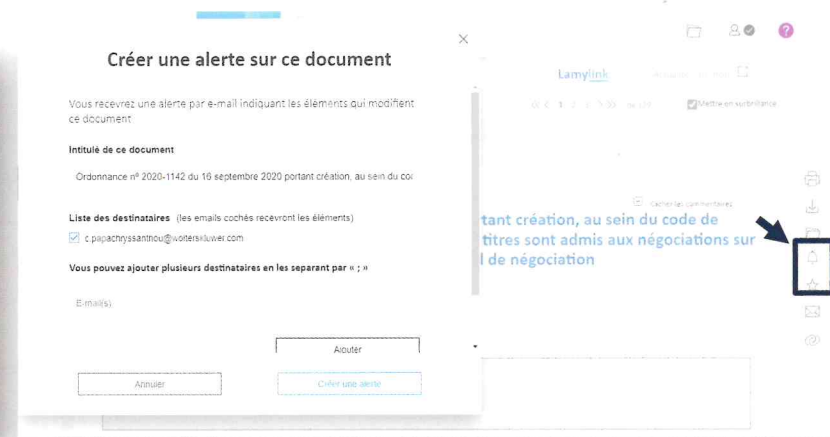 Créer une alerte sur ce document
Vous recevrez une alerte par e-mail indiquant les éléments qui modifient
ce document
Intitulé de ce document
Ordonnance nº 2020-1142 du 16 septembre 2020 portant création, au sein du co
Liste des destinataires (les emails cochés recevront les éléments)
c.papachryssanthou@wolterskluwer.com
Vous pouvez ajouter plusieurs destinataires en les séparant par « ; »
E-mail(s)
Ajouter
Annuler
Créer une alerte
?
Lamylink
Mettre en surbrillance
Cacher les commentaires
tant création, au sein du code de
titres sont admis aux négociations sur
l de négociation